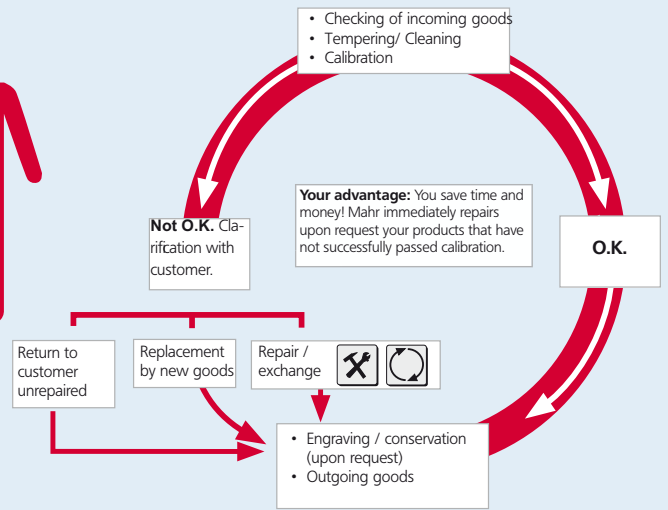 • Checking of incoming goods
• Tempering/ Cleaning
• Calibration
Your advantage: You save time and
money! Mahr immediately repairs
upon request your products that have
not successfully passed calibration.
Not O.K. Cla-
rification with
customer.
O.K.
Return to
customer
unrepaired
Replacement
by new goods
Repair /
exchange
• Engraving / conservation
(upon request)
• Outgoing goods